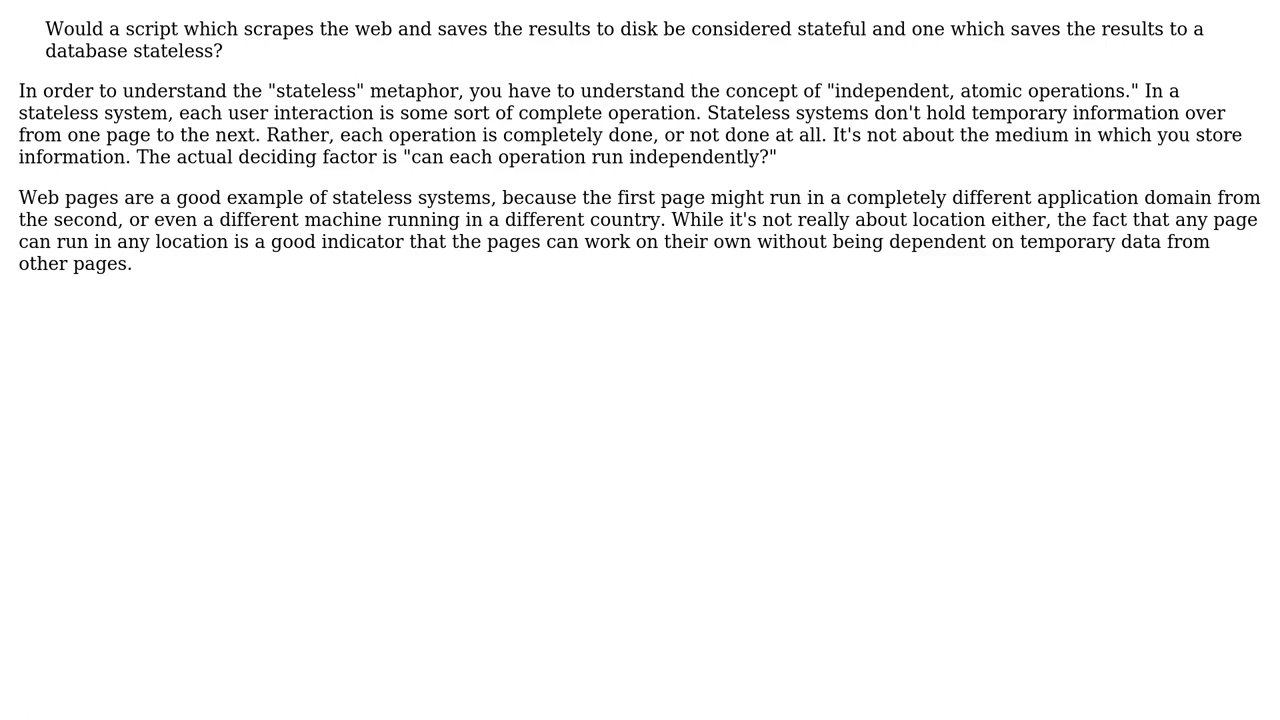 Would a script which scrapes the web and saves the results to disk be considered stateful and one which saves the results to a
database stateless?
In order to understand the "stateless" metaphor, you have to understand the concept of "independent, atomic operations." In a
stateless system, each user interaction is some sort of complete operation. Stateless systems don't hold temporary information over
from one page to the next. Rather, each operation is completely done, or not done at all. It's not about the medium in which you store
information. The actual deciding factor is "can each operation run independently?"
Web pages are a good example of stateless systems, because the first page might run in a completely different application domain from
the second, or even a different machine running in a different country. While it's not really about location either, the fact that any page
can run in any location is a good indicator that the pages can work on their own without being dependent on temporary data from
other pages.